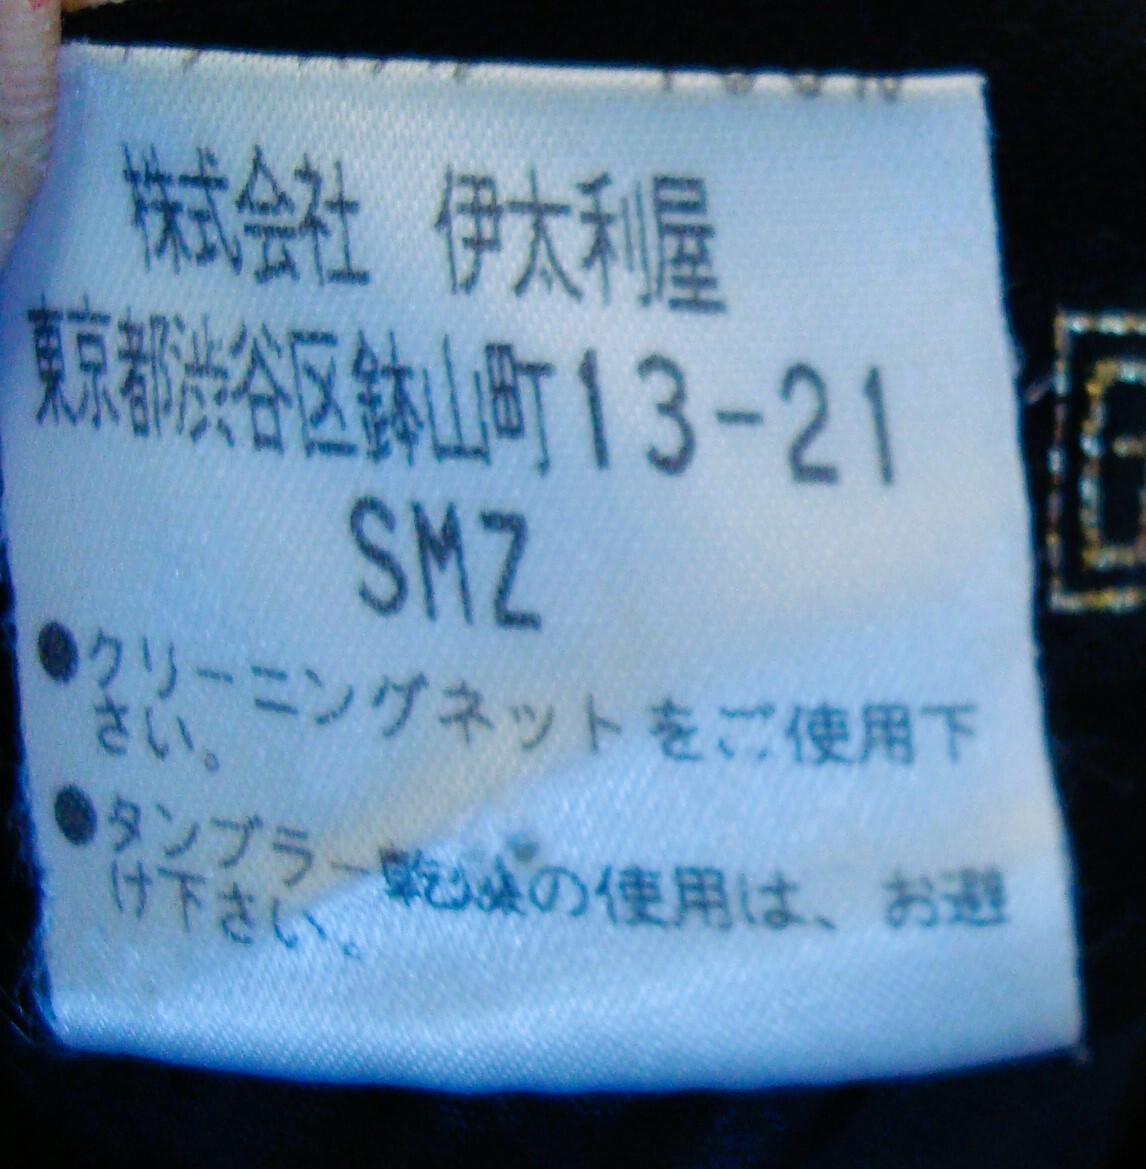 株式会社 伊太利屋
東京都渋谷区鉢山町13-21
SMZ
●クリーニングネットをご使用下
さい。
●タンブラー乾燥の使用は、お避
け下さい。